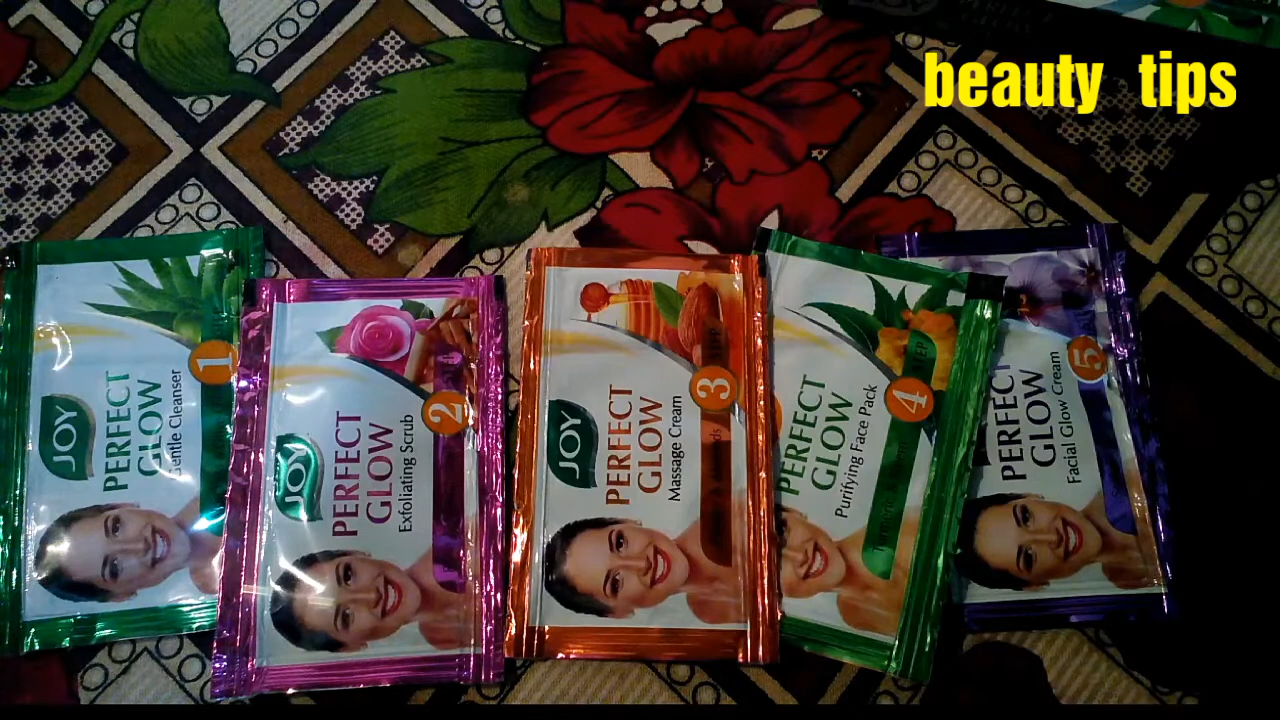 beauty tips
JOY
PERFECT
GLOW
Gentle Cleanser
1
JOY
PERFECT
GLOW
Exfoliating Scrub
2
JOY
PERFECT
GLOW
Massage Cream
3
PERFECT
GLOW
Purifying Face Pack
4
PERFECT
GLOW
Facial Glow Cream
5